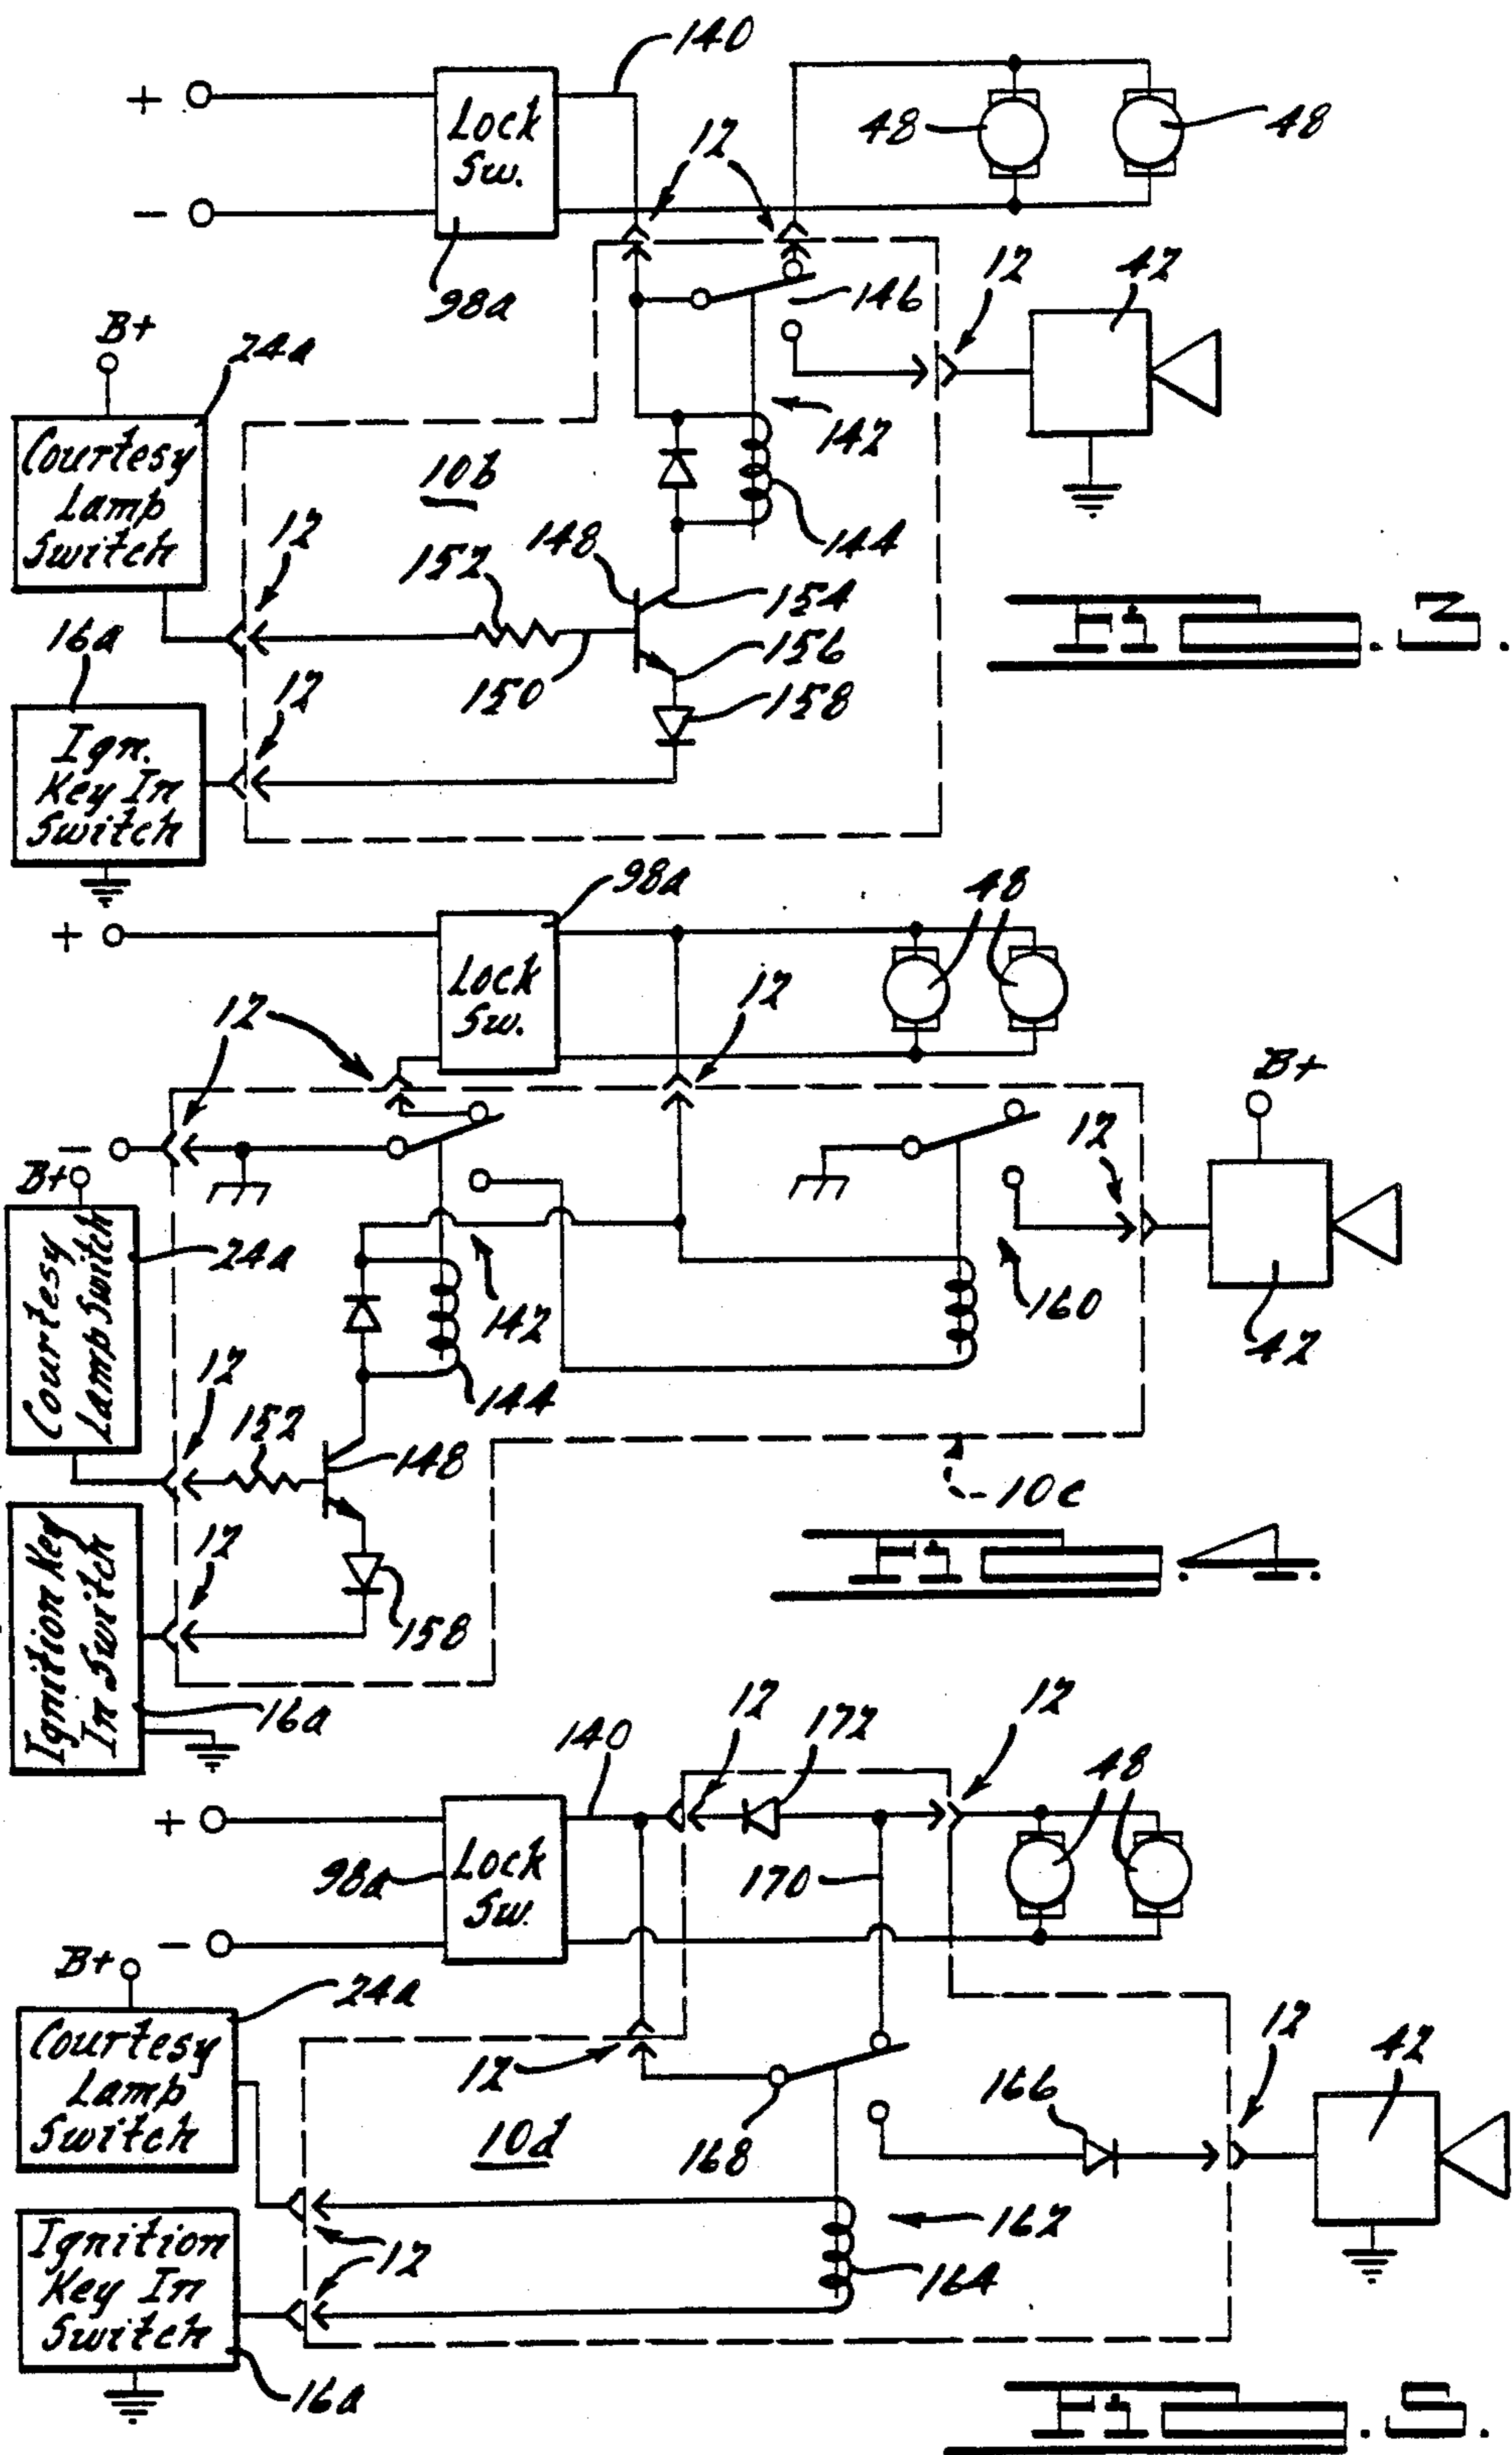 140
+
Lock
Sw.
12
48
48
-
98a
146
12
42
B+
24a
Courtesy
Lamp
Switch
10b
142
144
12
152
148
154
16a
150
156
12
158
Ign.
Key In
Switch
Fig. 3.
98a
48
+
Lock
Sw.
12
12
B+
-
12
B+
Courtesy
Lamp Switch
24a
142
160
42
12
144
152
148
10c
12
Ignition Key
In Switch
158
Fig. 4.
16a
140
12
172
12
48
+
98a
Lock
Sw.
170
-
B+
24a
Courtesy
Lamp
Switch
12
10d
168
166
12
42
Ignition
Key In
Switch
12
162
164
16a
Fig. 5.